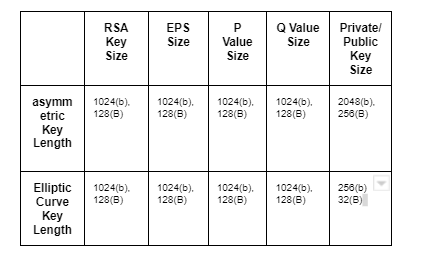 RSA Key Size
EPS Size
P Value Size
Q Value Size
Private/ Public Key Size
asymm
etric
Key
Length
1024(b), 128(B)
1024(b), 128(B)
1024(b), 128(B)
1024(b), 128(B)
2048(b), 256(B)
Elliptic
Curve
Key
Length
1024(b), 128(B)
1024(b), 128(B)
1024(b), 128(B)
1024(b), 128(B)
256(b) 32(B)